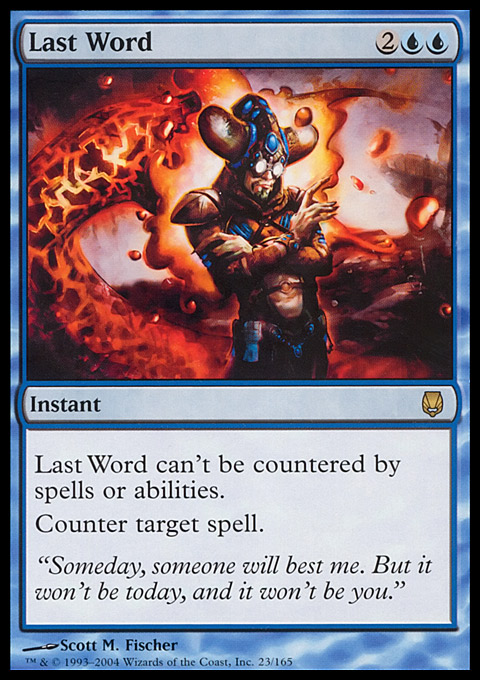 Last Word 2
Instant
Last Word can't be countered by
spells or abilities.
Counter target spell.
“Someday, someone will best me. But it
won't be today, and it won't be you.”
Scott M. Fischer
™ & © 1993–2004 Wizards of the Coast, Inc. 23/165